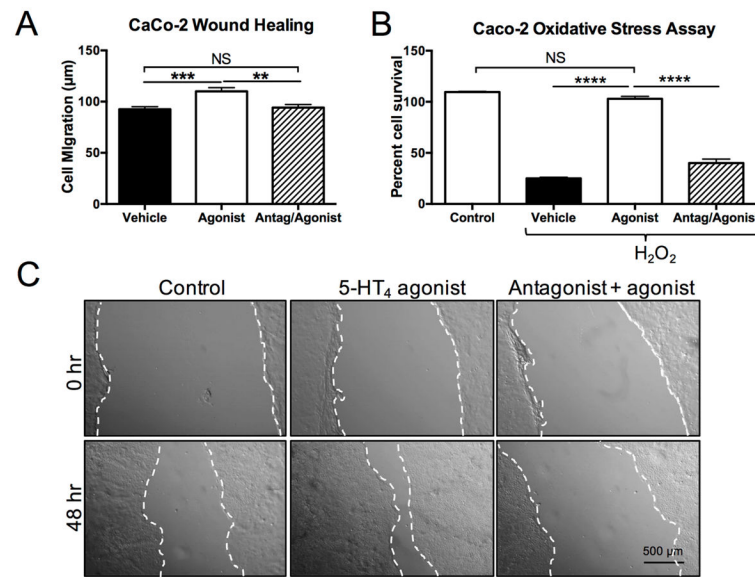 A
CaCo-2 Wound Healing
NS
*** **
Cell MIgration (µm)
150
100
50
0
Vehicle Agonist Antag/Agonist
B
Caco-2 Oxidative Stress Assay
NS
**** ****
Percent cell survival
150
100
50
0
Control Vehicle Agonist Antag/Agonis
H₂O₂
C
Control 5-HT₄ agonist Antagonist + agonist
0 hr
48 hr
500 µm